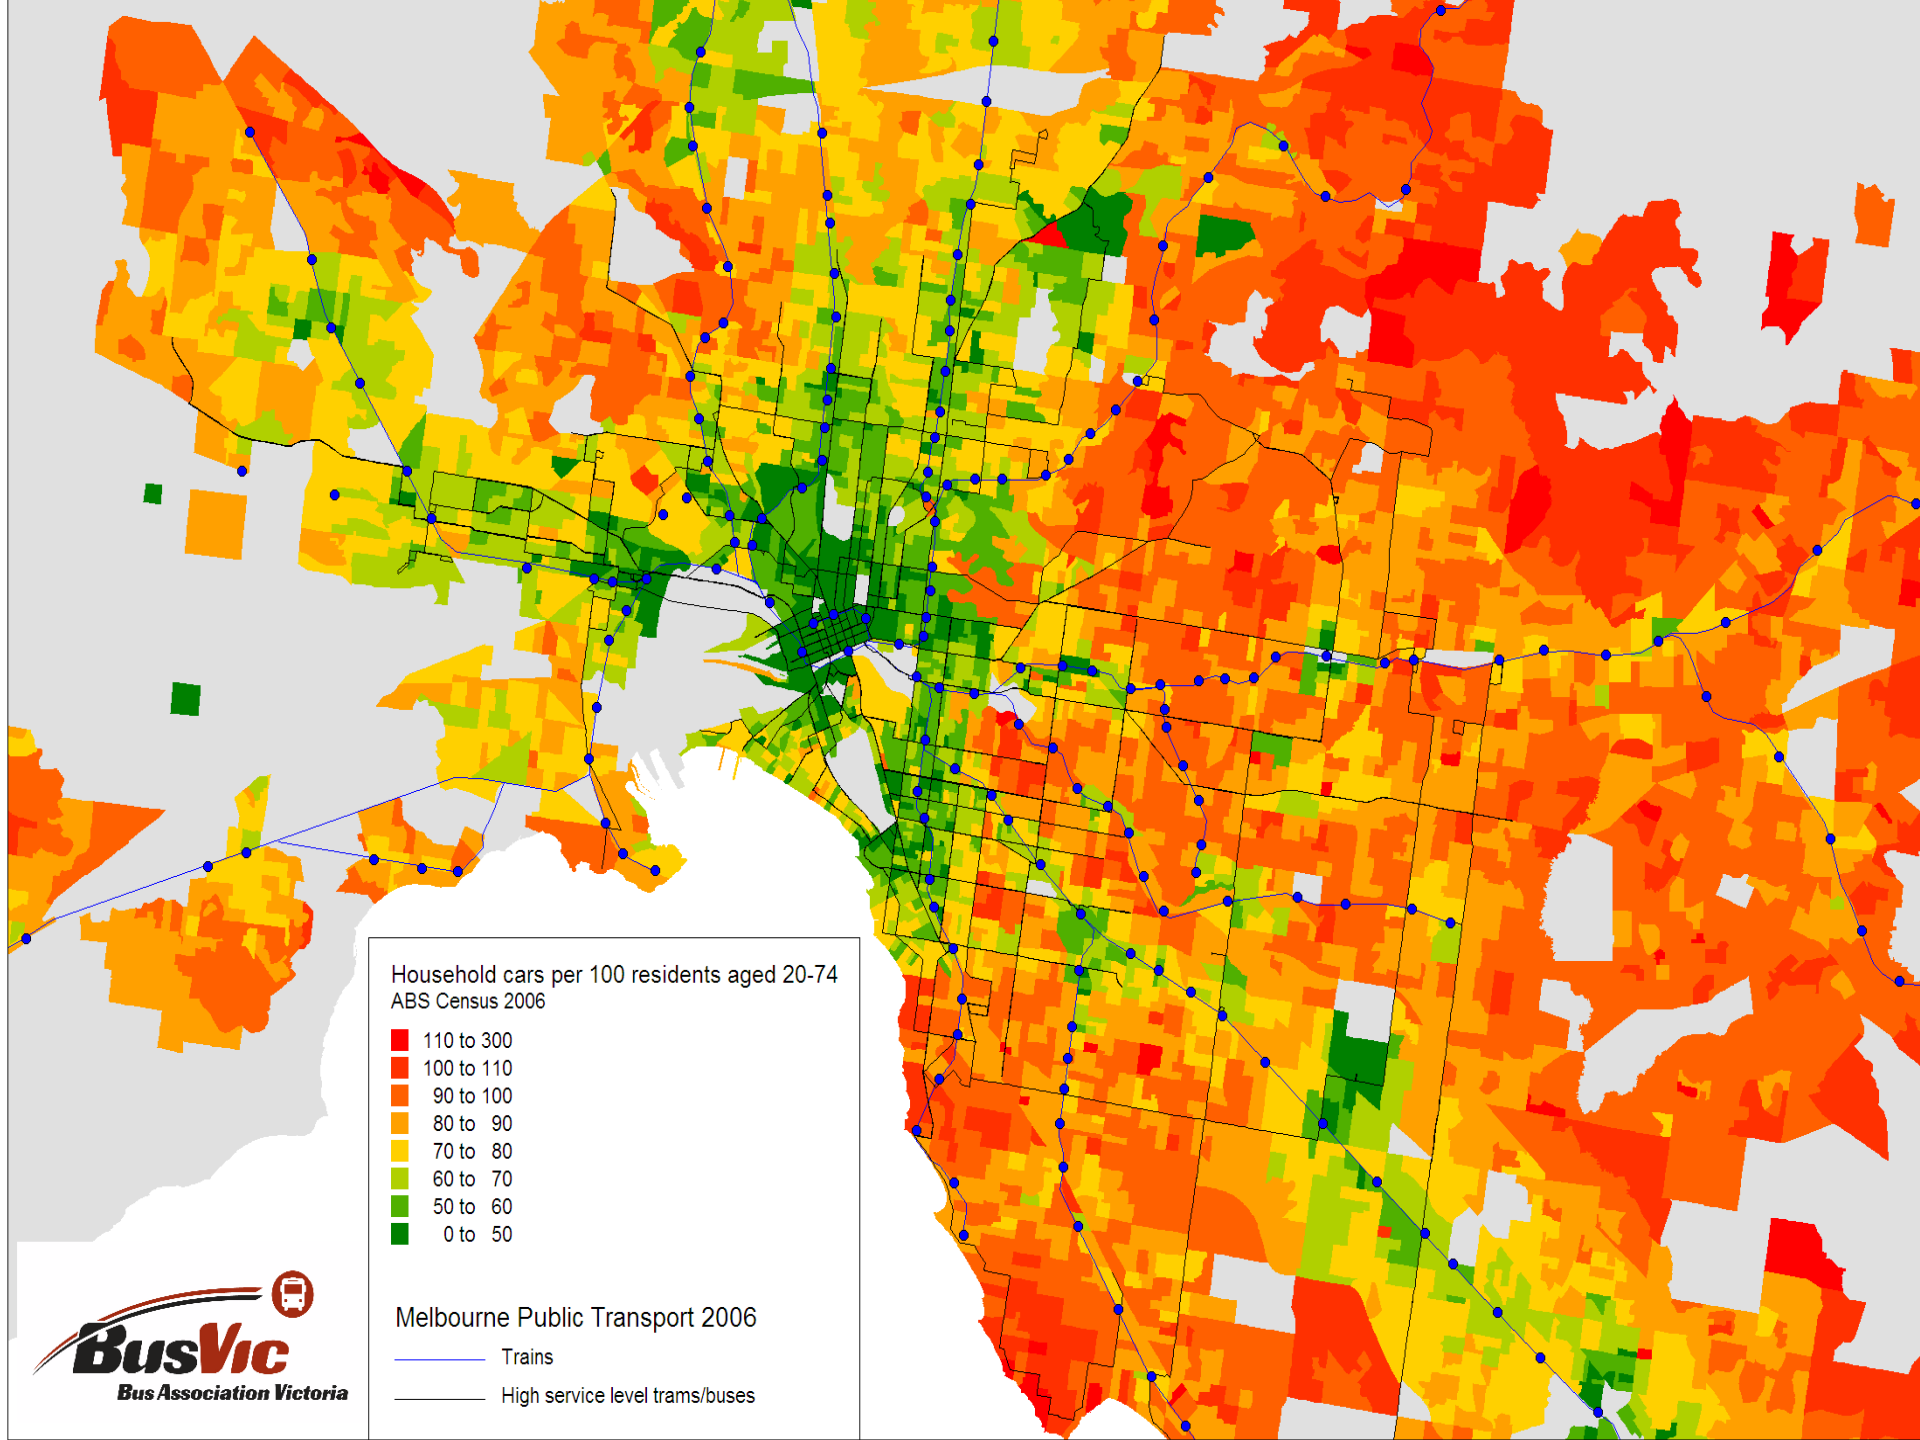 Household cars per 100 residents aged 20-74
ABS Census 2006
110 to 300
100 to 110
90 to 100
80 to 90
70 to 80
60 to 70
50 to 60
0 to 50
Melbourne Public Transport 2006
Trains
High service level trams/buses
BusVic
Bus Association Victoria